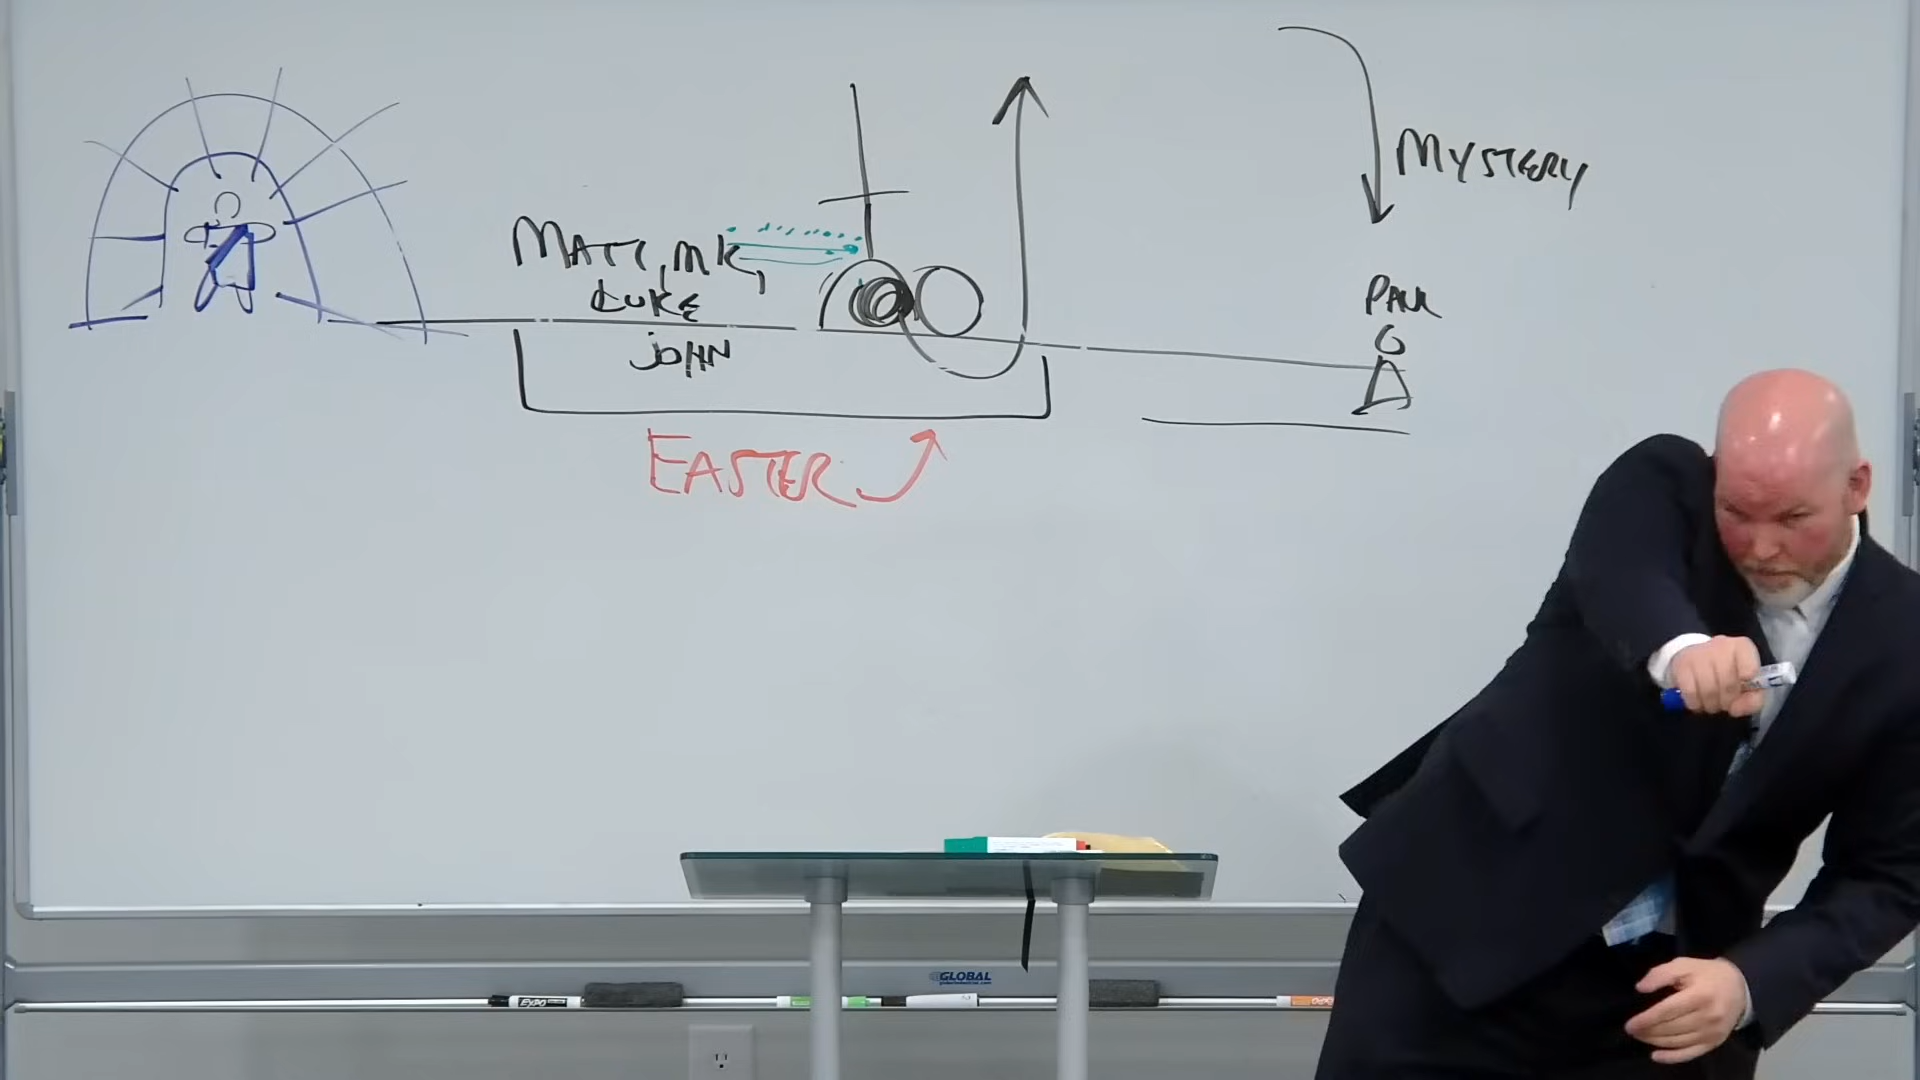 MYSTERY
MATT, MK,
LUKE
JOHN
PAUL
EASTER
GLOBAL
EXPO